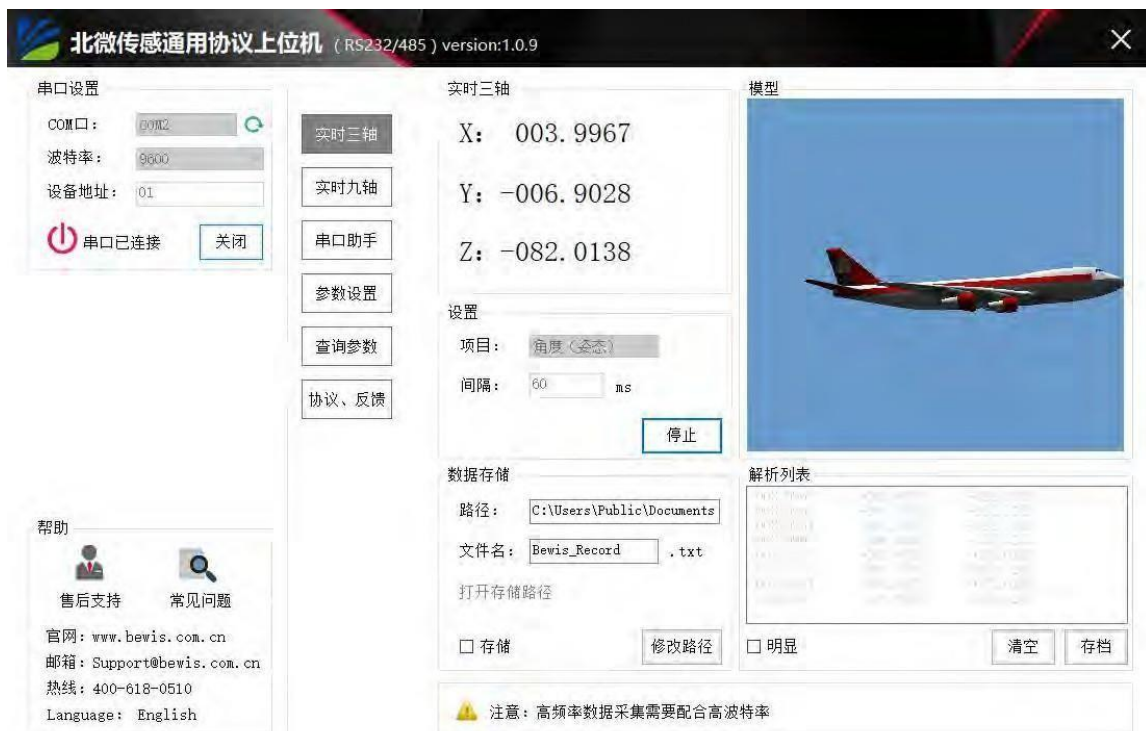 北微传感通用协议上位机 (RS232/485) version:1.0.9
串口设置
COM口: COM2
波特率: 9600
设备地址: 01
串口已连接 关闭
实时三轴
实时九轴
串口助手
参数设置
查询参数
协议、反馈
实时三轴
X: 003.9967
Y: -006.9028
Z: -082.0138
设置
项目: 角度(姿态)
间隔: 60 ms
停止
模型
数据存储
路径: C:\Users\Public\Documents
文件名: Bewis_Record .txt
打开存储路径
存储 修改路径
解析列表
明显 清空 存档
帮助
售后支持 常见问题
官网: www.bewis.com.cn
邮箱: Support@bewis.com.cn
热线: 400-618-0510
Language: English
注意: 高频率数据采集需要配合高波特率